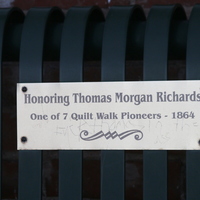 Honoring Thomas Morgan Richards
One of 7 Quilt Walk Pioneers - 1864